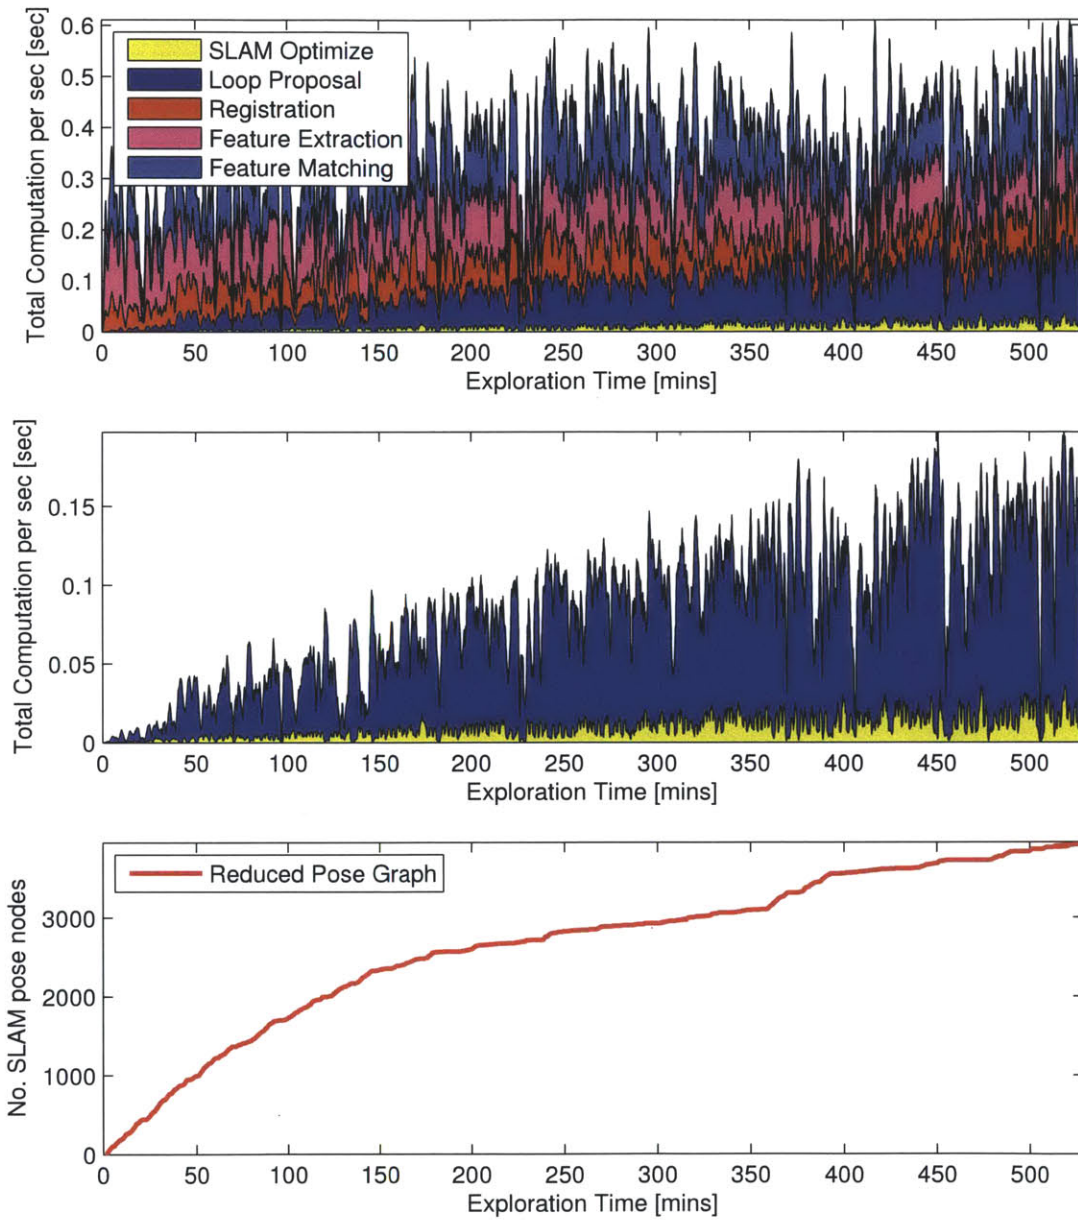 Total Computation per sec [sec]
0.6
0.5
0.4
0.3
0.2
0.1
0
SLAM Optimize
Loop Proposal
Registration
Feature Extraction
Feature Matching
0 50 100 150 200 250 300 350 400 450 500
Exploration Time [mins]
Total Computation per sec [sec]
0.15
0.1
0.05
0
0 50 100 150 200 250 300 350 400 450 500
Exploration Time [mins]
No. SLAM pose nodes
Reduced Pose Graph
3000
2000
1000
0
0 50 100 150 200 250 300 350 400 450 500
Exploration Time [mins]